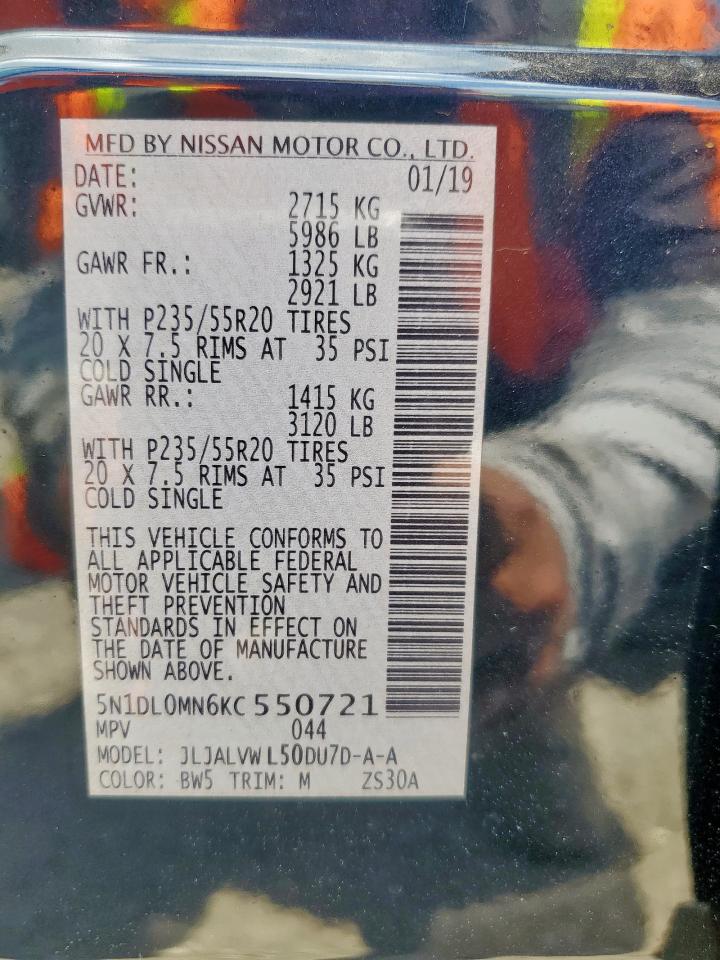 MFD BY NISSAN MOTOR CO., LTD.
DATE: 01/19
GVWR: 2715 KG
5986 LB
GAWR FR.: 1325 KG
2921 LB
WITH P235/55R20 TIRES
20 X 7.5 RIMS AT 35 PSI
COLD SINGLE
GAWR RR.: 1415 KG
3120 LB
WITH P235/55R20 TIRES
20 X 7.5 RIMS AT 35 PSI
COLD SINGLE
THIS VEHICLE CONFORMS TO
ALL APPLICABLE FEDERAL
MOTOR VEHICLE SAFETY AND
THEFT PREVENTION
STANDARDS IN EFFECT ON
THE DATE OF MANUFACTURE
SHOWN ABOVE.
5N1DL0MN6KC 550721
MPV 044
MODEL: JLJALVW L50DU7D-A-A
COLOR: BW5 TRIM: M ZS30A